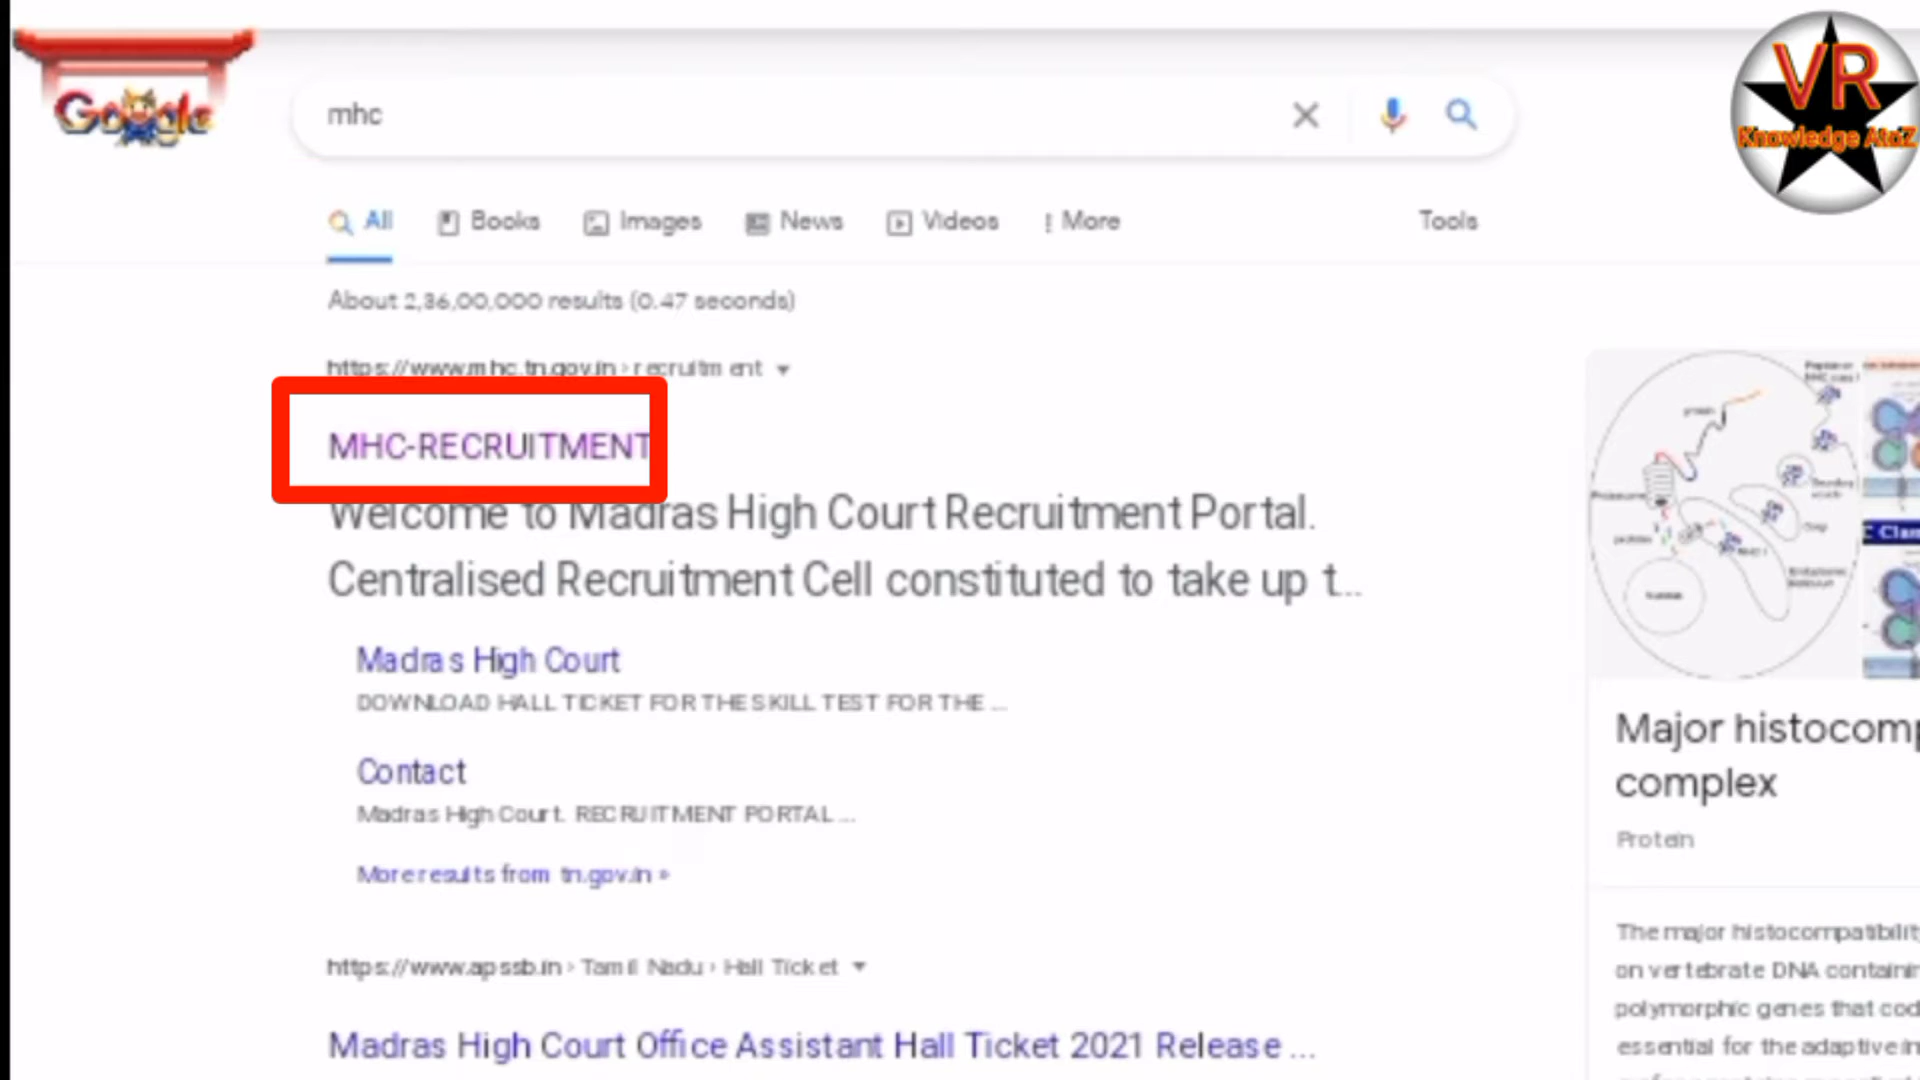 Google
mhc
VR
Knowledge AtoZ
All
Books
Images
News
Videos
More
Tools
About 2,36,00,000 results (0.47 seconds)
https://www.mhc.tn.gov.in › recruitment
MHC-RECRUITMENT
Welcome to Madras High Court Recruitment Portal.
Centralised Recruitment Cell constituted to take up t...
Madras High Court
DOWNLOAD HALL TICKET FOR THE SKILL TEST FOR THE ...
Contact
Madras High Court. RECRUITMENT PORTAL ...
More results from tn.gov.in »
https://www.apssb.in › Tamil Nadu › Hall Ticket
Madras High Court Office Assistant Hall Ticket 2021 Release ...
Major histocomp
complex
Protein
The major histocompatibility
on vertebrate DNA containin
polymorphic genes that cod
essential for the adaptive in